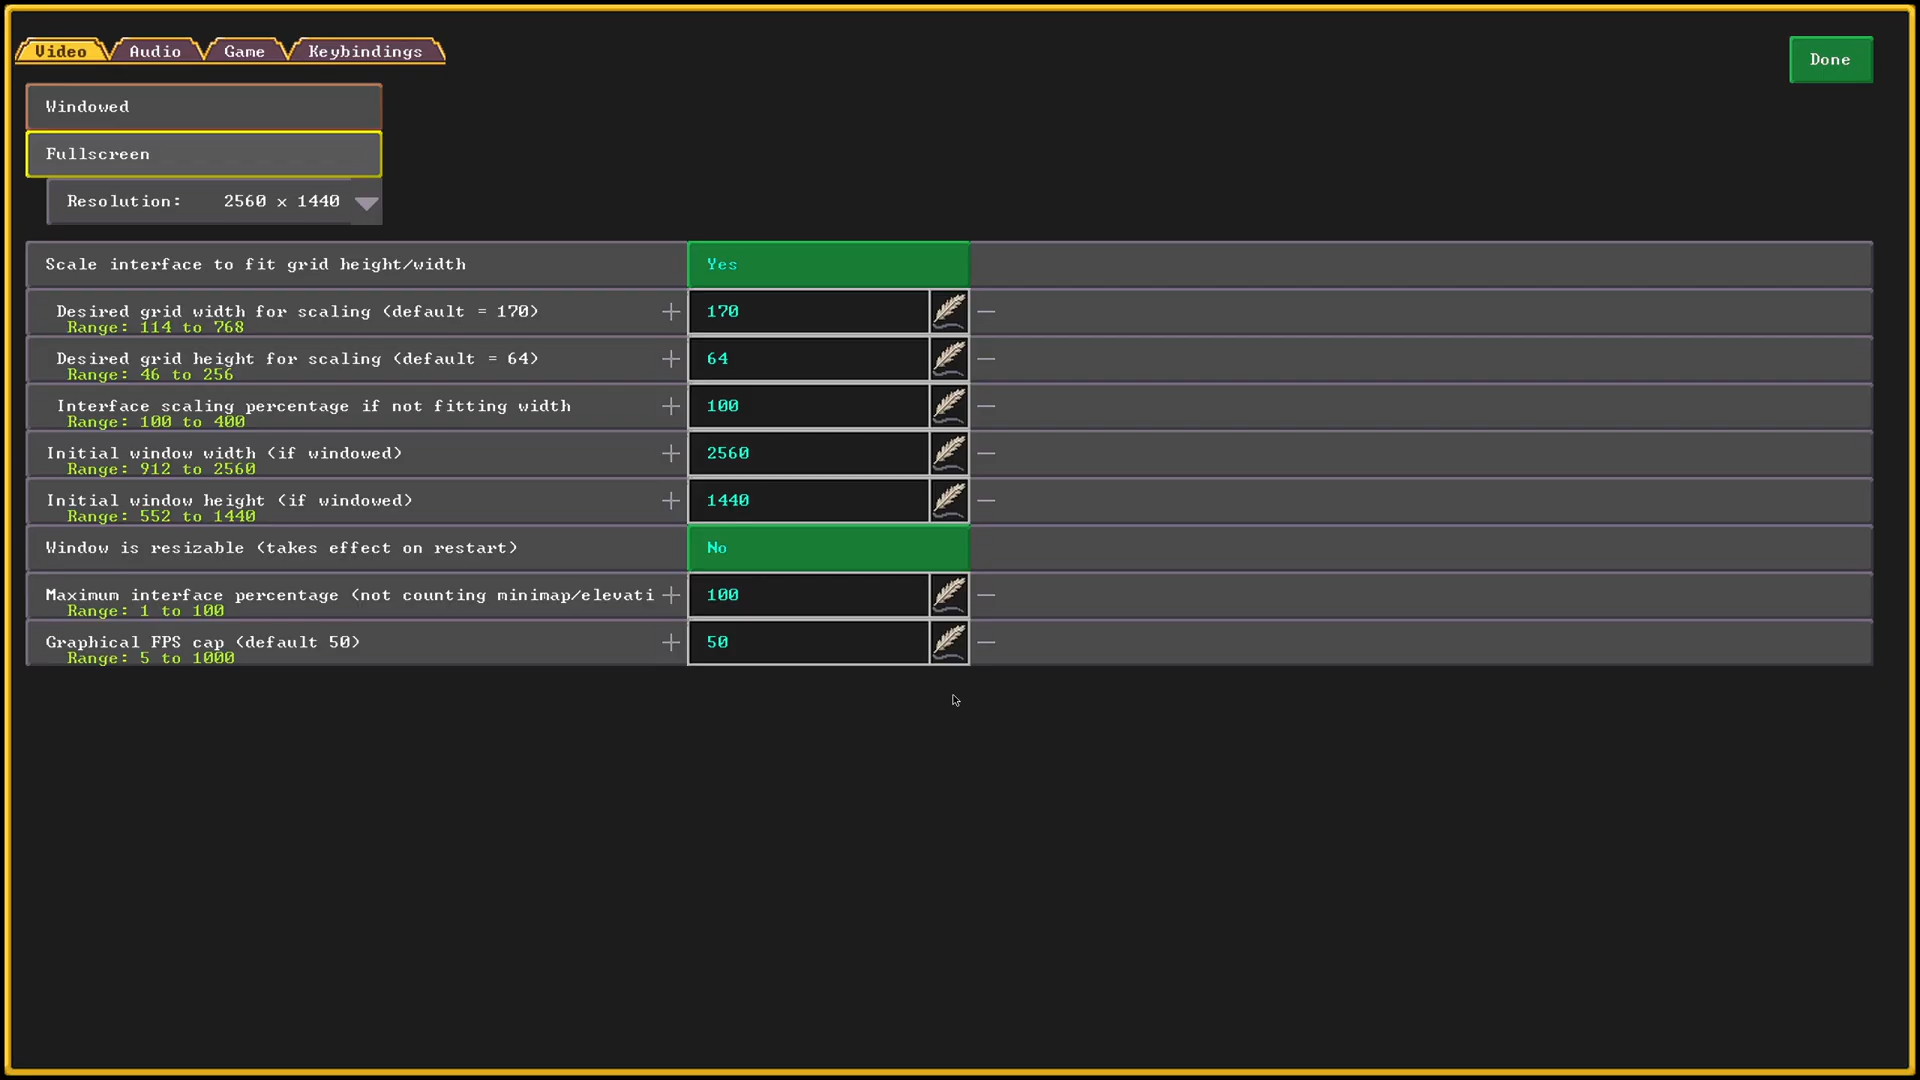 Video Audio Game Keybindings
Done
Windowed
Fullscreen
Resolution: 2560 x 1440
Scale interface to fit grid height/width Yes
Desired grid width for scaling (default = 170) + 170 —
Range: 114 to 768
Desired grid height for scaling (default = 64) + 64 —
Range: 46 to 256
Interface scaling percentage if not fitting width + 100 —
Range: 100 to 400
Initial window width (if windowed) + 2560 —
Range: 912 to 2560
Initial window height (if windowed) + 1440 —
Range: 552 to 1440
Window is resizable (takes effect on restart) No
Maximum interface percentage (not counting minimap/elevati + 100 —
Range: 1 to 100
Graphical FPS cap (default 50) + 50 —
Range: 5 to 1000